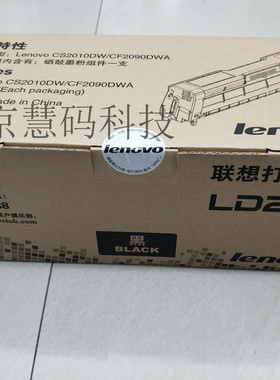 特性
Lenovo CS2010DW/CF2090DWA
内含有：硒鼓墨粉组件一支
CS2010DW/CF2090DWA
(Each packaging)
Made in China
京慧码科技
lenovo
lenovo
联想打
LD2
黑
BLACK
lenovo